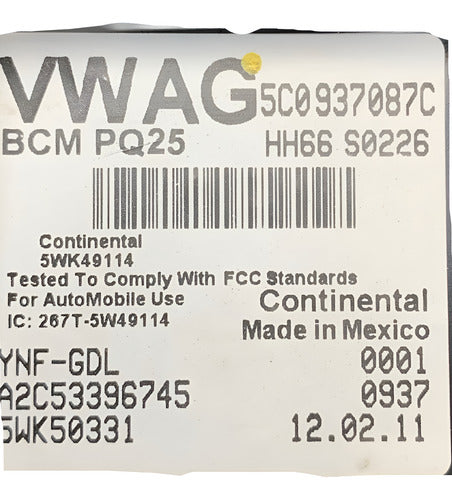 VWAG 5C0937087C
BCM PQ25 HH66 S0226
Continental
5WK49114
Tested To Comply With FCC Standards
For AutoMobile Use
IC: 267T-5W49114
Continental
Made in Mexico
YNF-GDL 0001
A2C53396745 0937
5WK50331 12.02.11